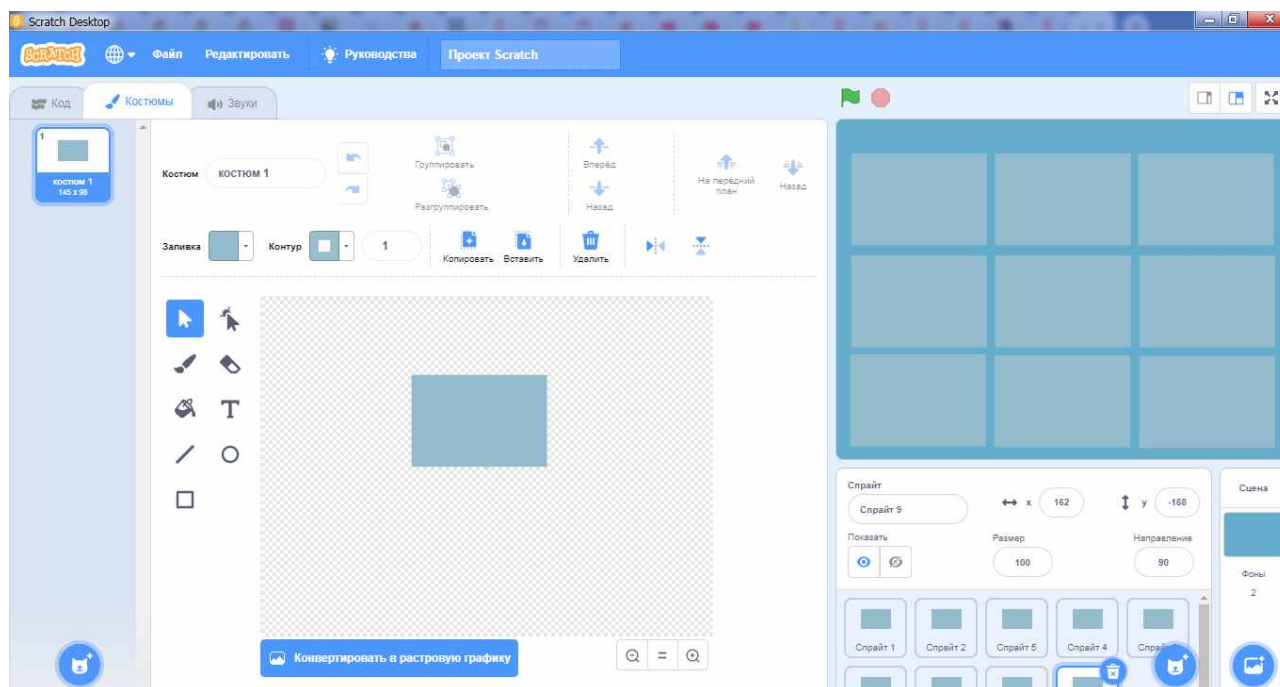 Scratch Desktop
SCRATCH Файл Редактировать Руководства Проект Scratch
Код Костюмы Звуки
1
костюм 1
145 x 98
Костюм костюм 1
Группировать
Разгруппировать
Вперёд
Назад
На передний план
Назад
Заливка Контур 1
Копировать Вставить Удалить
T
Конвертировать в растровую графику
Спрайт
Спрайт 9
x 162
y -168
Показать
Размер
100
Направление
90
Сцена
Фоны
2
Спрайт 1 Спрайт 2 Спрайт 5 Спрайт 4